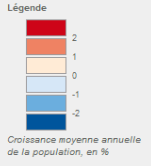 Légende
2
1
0
-1
-2
Croissance moyenne annuelle
de la population, en %